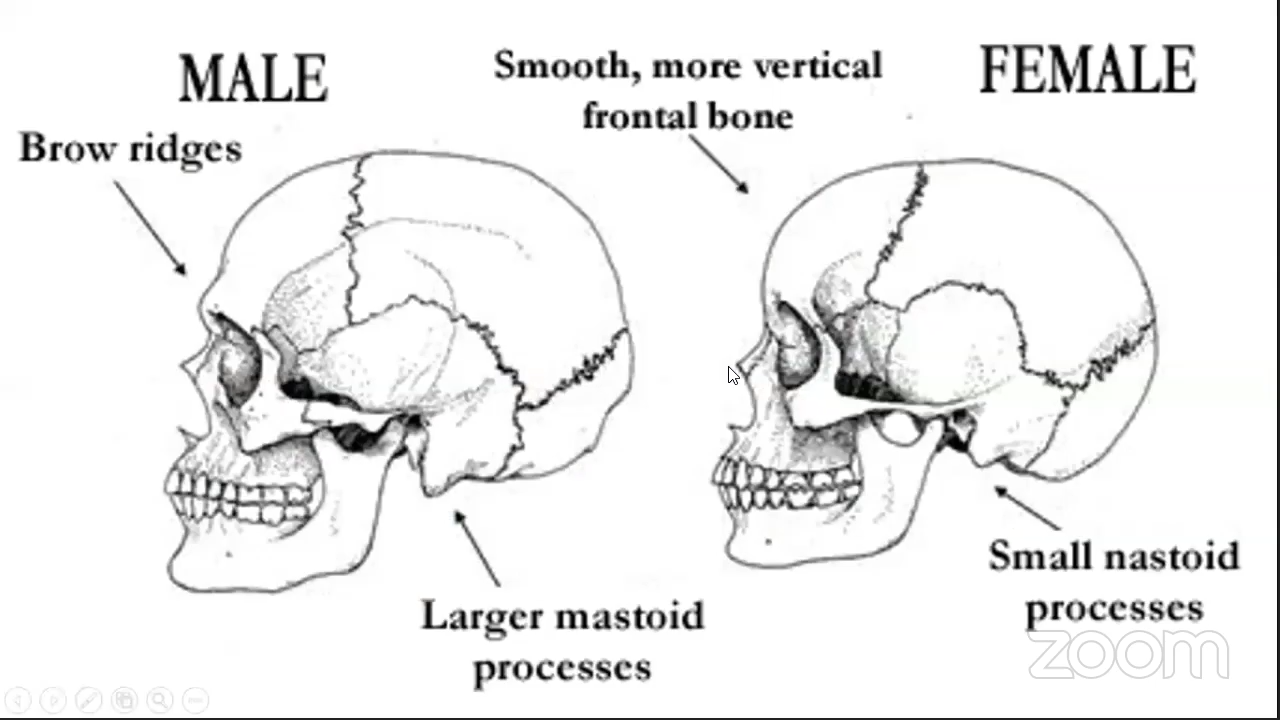 MALE
Brow ridges
Smooth, more vertical
frontal bone
FEMALE
Larger mastoid
processes
Small nastoid
processes
zoom